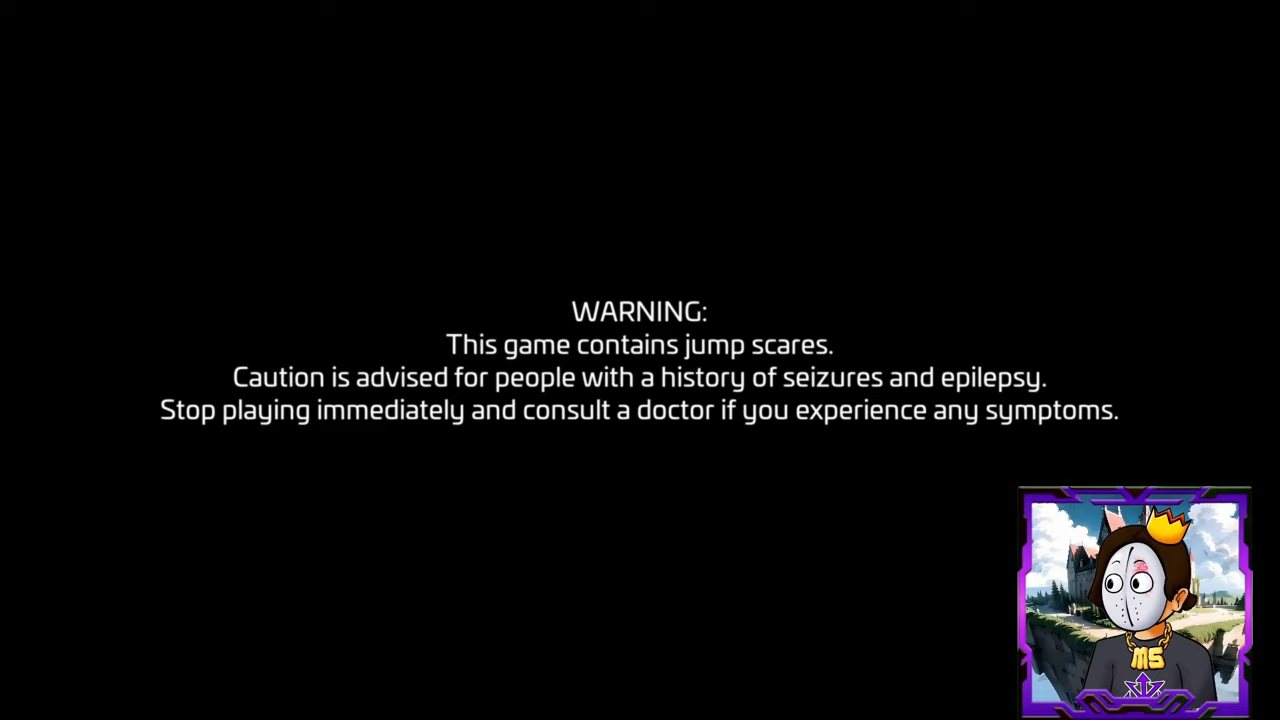 WARNING:
This game contains jump scares.
Caution is advised for people with a history of seizures and epilepsy.
Stop playing immediately and consult a doctor if you experience any symptoms.
MS